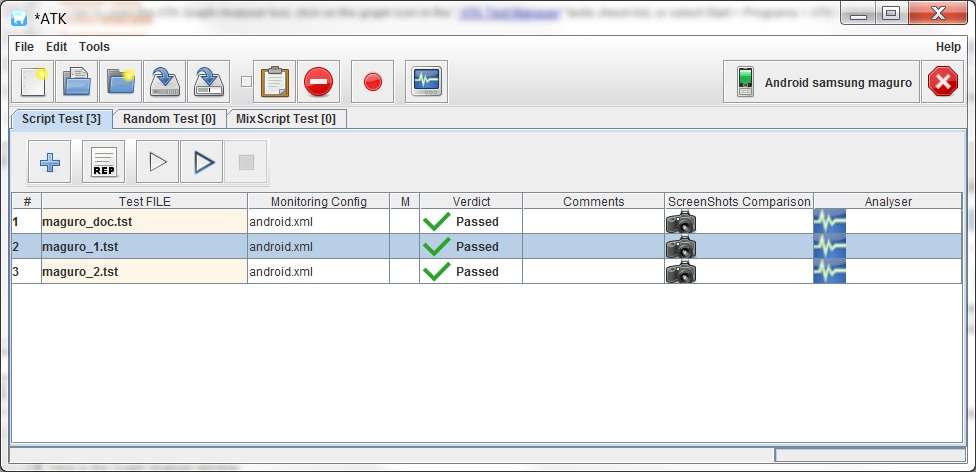 *ATK
File Edit Tools Help
Android samsung maguro
Script Test [3] Random Test [0] MixScript Test [0]
REP
# Test FILE Monitoring Config M Verdict Comments ScreenShots Comparison Analyser
1 maguro_doc.tst android.xml Passed
2 maguro_1.tst android.xml Passed
3 maguro_2.tst android.xml Passed